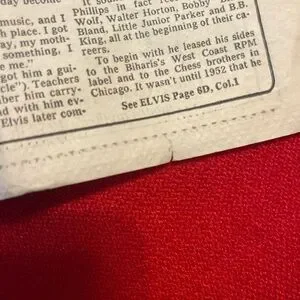 music, and I
h place. I got
ay, my moth-
something, I
e me."
got him a gui-
cle"). Teachers
ber him carry-
d with him ev-
Elvis later com-
Phillips in fact
Wolf, Walter Horton, Bobby
Bland, Little Junior Parker and B.B.
King, all at the beginning of their ca-
reers.
To begin with he leased his sides
to the Biharis's West Coast RPM
label and to the Chess brothers in
Chicago. It wasn't until 1952 that he
See ELVIS Page 6D, Col.1